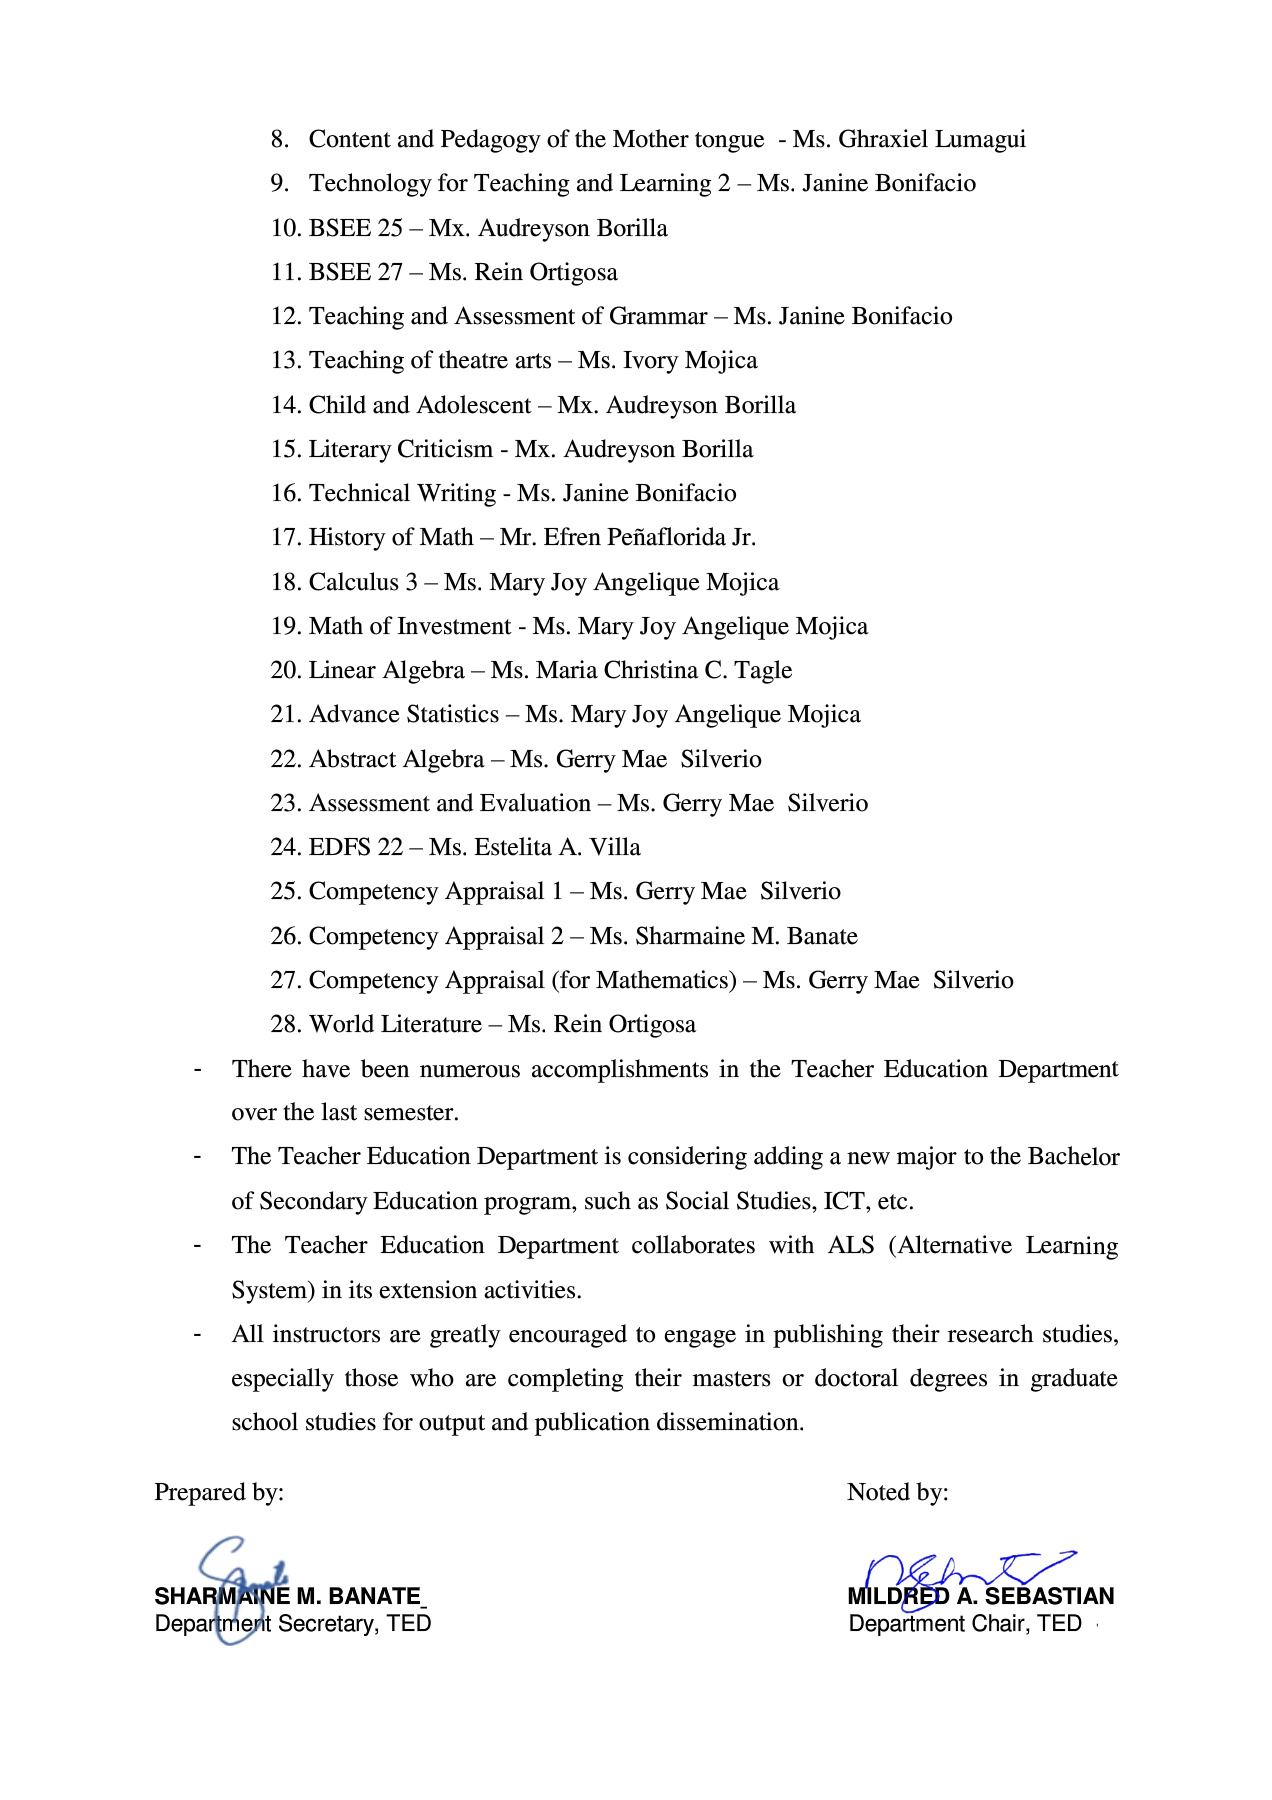 8. Content and Pedagogy of the Mother tongue  - Ms. Ghraxiel Lumagui
9. Technology for Teaching and Learning 2 – Ms. Janine Bonifacio
10. BSEE 25 – Mx. Audreyson Borilla
11. BSEE 27 – Ms. Rein Ortigosa
12. Teaching and Assessment of Grammar – Ms. Janine Bonifacio
13. Teaching of theatre arts – Ms. Ivory Mojica
14. Child and Adolescent – Mx. Audreyson Borilla
15. Literary Criticism - Mx. Audreyson Borilla
16. Technical Writing - Ms. Janine Bonifacio
17. History of Math – Mr. Efren Peñaflorida Jr.
18. Calculus 3 – Ms. Mary Joy Angelique Mojica
19. Math of Investment - Ms. Mary Joy Angelique Mojica
20. Linear Algebra – Ms. Maria Christina C. Tagle
21. Advance Statistics – Ms. Mary Joy Angelique Mojica
22. Abstract Algebra – Ms. Gerry Mae  Silverio
23. Assessment and Evaluation – Ms. Gerry Mae  Silverio
24. EDFS 22 – Ms. Estelita A. Villa
25. Competency Appraisal 1 – Ms. Gerry Mae  Silverio
26. Competency Appraisal 2 – Ms. Sharmaine M. Banate
27. Competency Appraisal (for Mathematics) – Ms. Gerry Mae  Silverio
28. World Literature – Ms. Rein Ortigosa
- There have been numerous accomplishments in the Teacher Education Department
over the last semester.
- The Teacher Education Department is considering adding a new major to the Bachelor
of Secondary Education program, such as Social Studies, ICT, etc.
- The Teacher Education Department collaborates with ALS (Alternative Learning
System) in its extension activities.
- All instructors are greatly encouraged to engage in publishing their research studies,
especially those who are completing their masters or doctoral degrees in graduate
school studies for output and publication dissemination.
Prepared by: Noted by:
SHARMAINE M. BANATE MILDRED A. SEBASTIAN
Department Secretary, TED Department Chair, TED